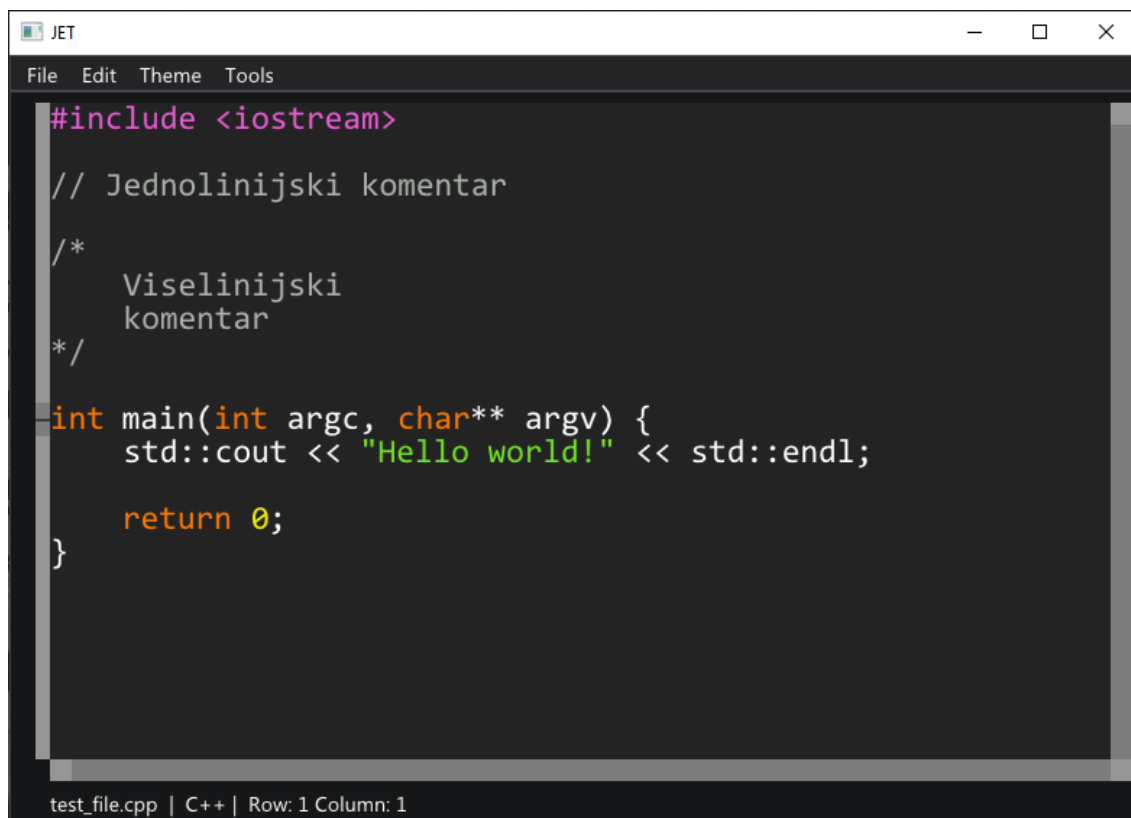 JET
File Edit Theme Tools
#include <iostream>
// Jednolinijski komentar
/*
    Viselinijski
    komentar
*/
int main(int argc, char** argv) {
    std::cout << "Hello world!" << std::endl;
    return 0;
}
test_file.cpp | C++ | Row: 1 Column: 1